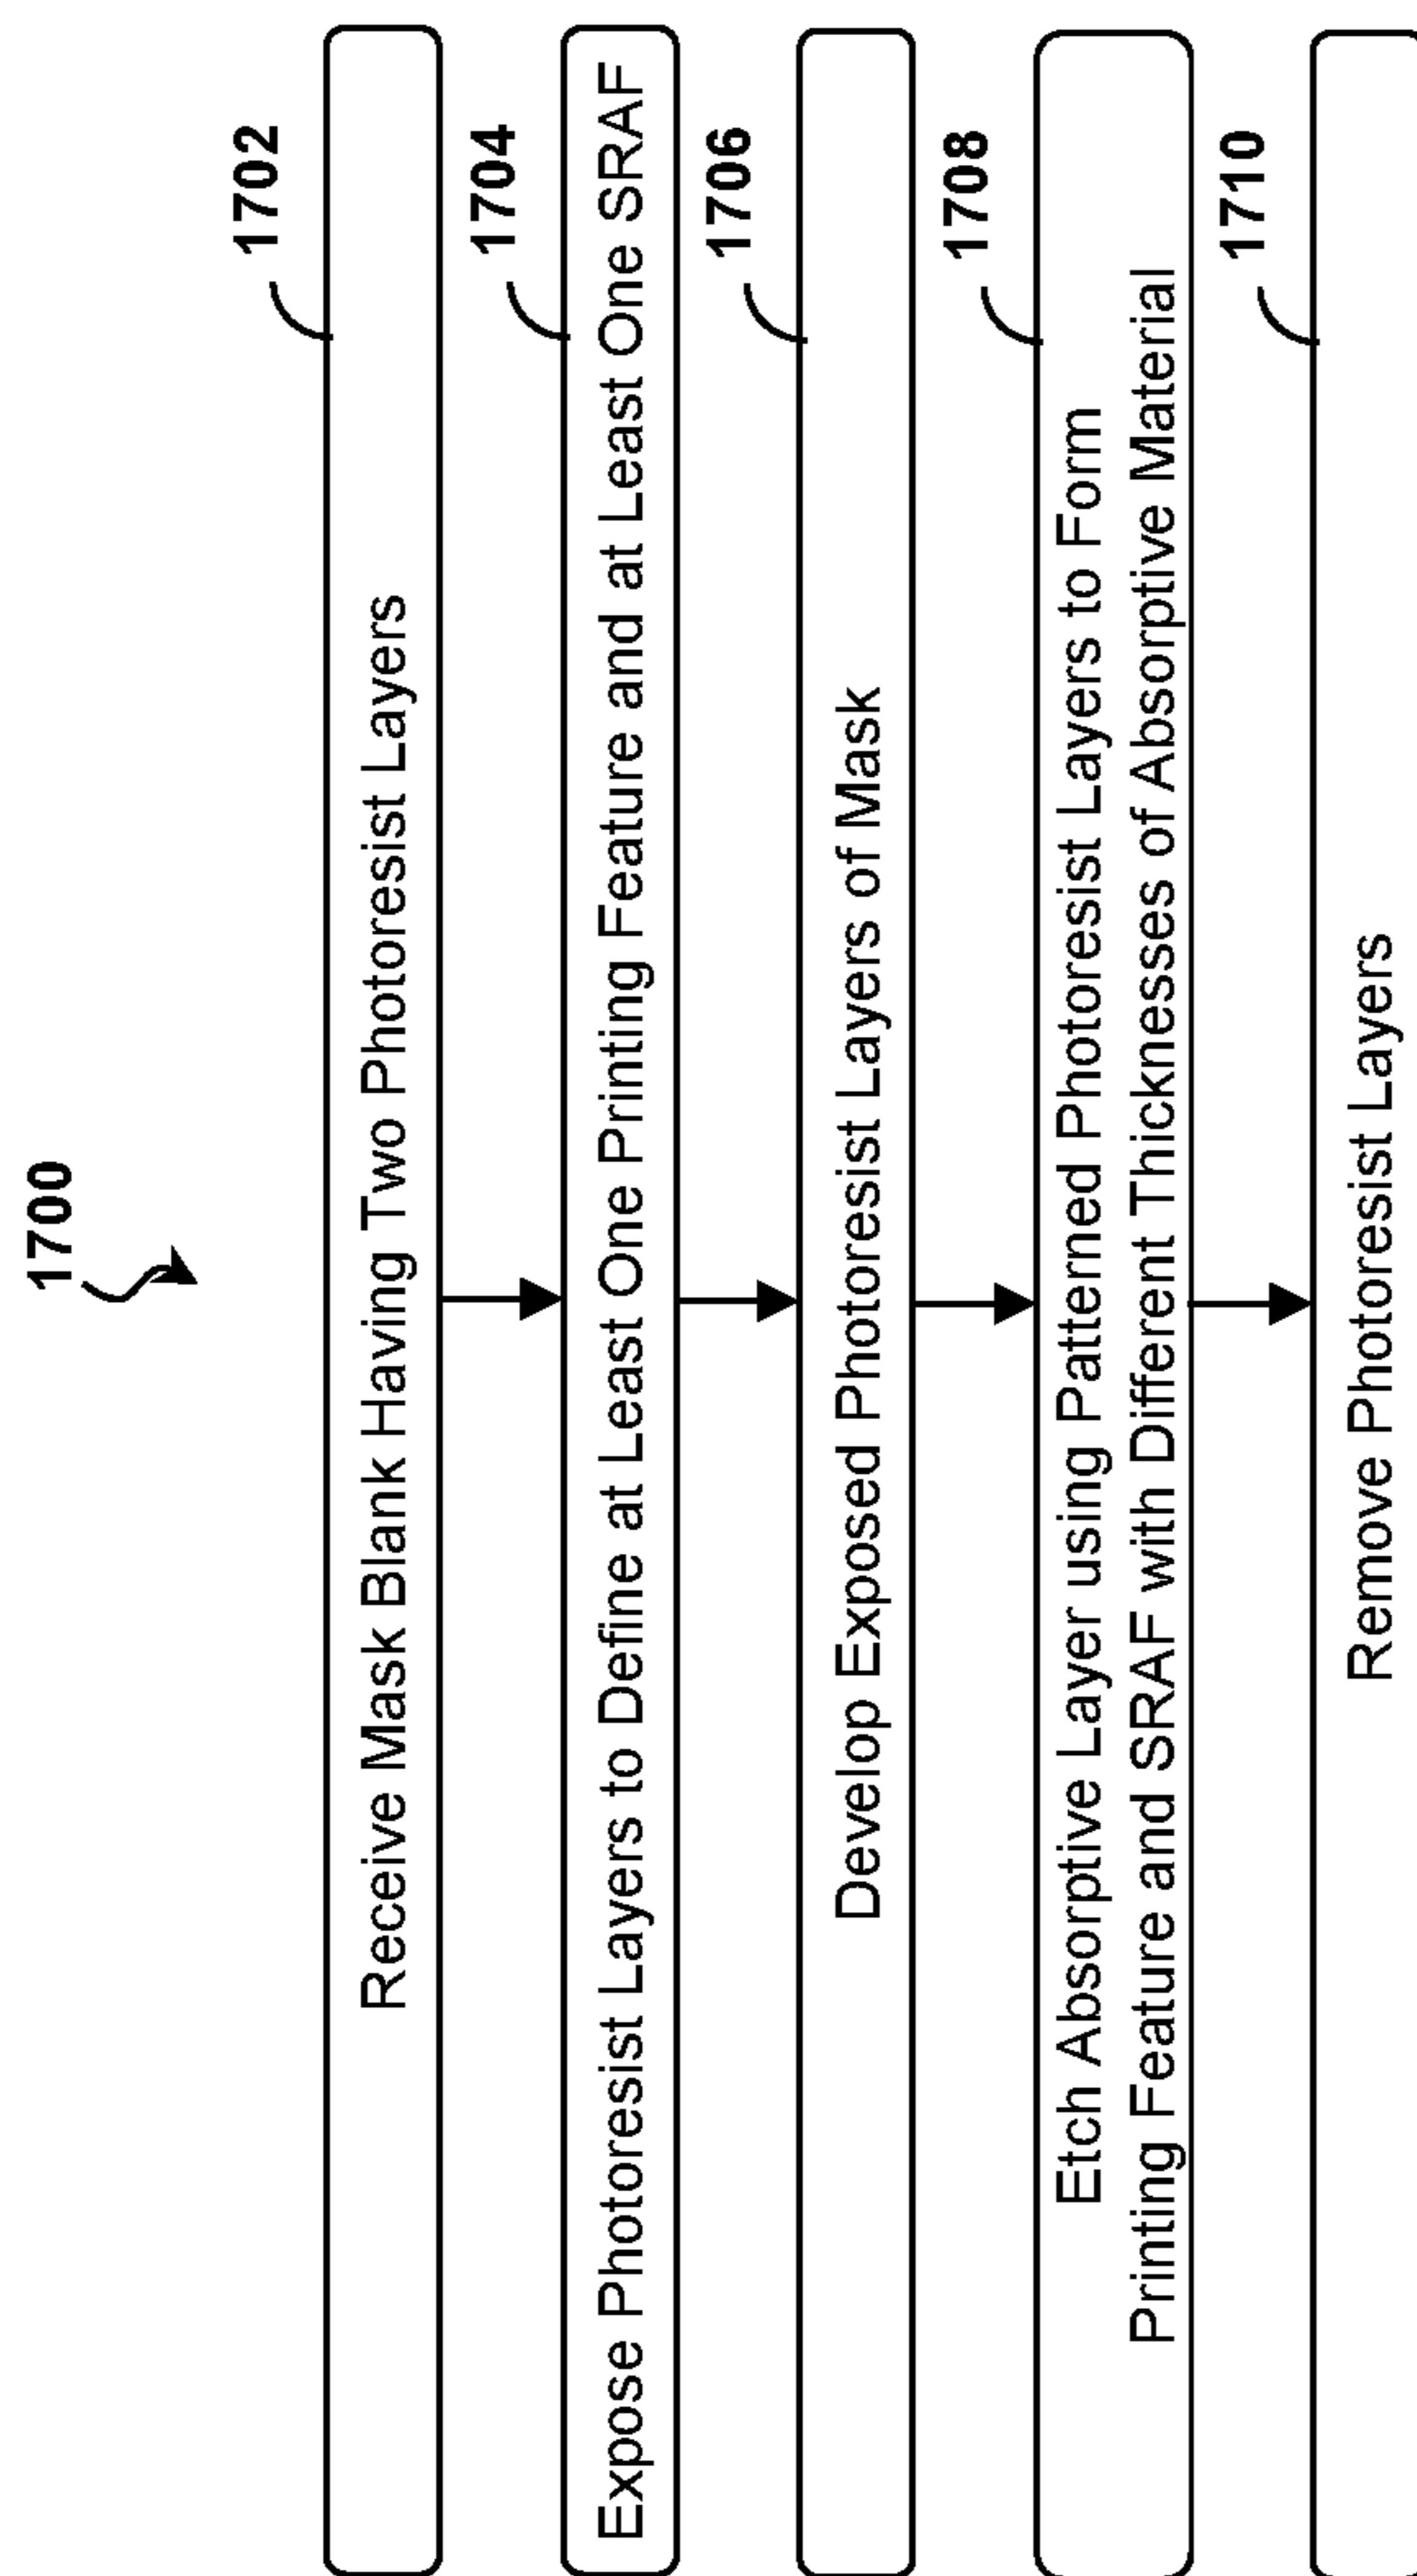 1700
1702
Receive Mask Blank Having Two Photoresist Layers
1704
Expose Photoresist Layers to Define at Least One Printing Feature and at Least One SRAF
1706
Develop Exposed Photoresist Layers of Mask
1708
Etch Absorptive Layer using Patterned Photoresist Layers to Form
Printing Feature and SRAF with Different Thicknesses of Absorptive Material
1710
Remove Photoresist Layers